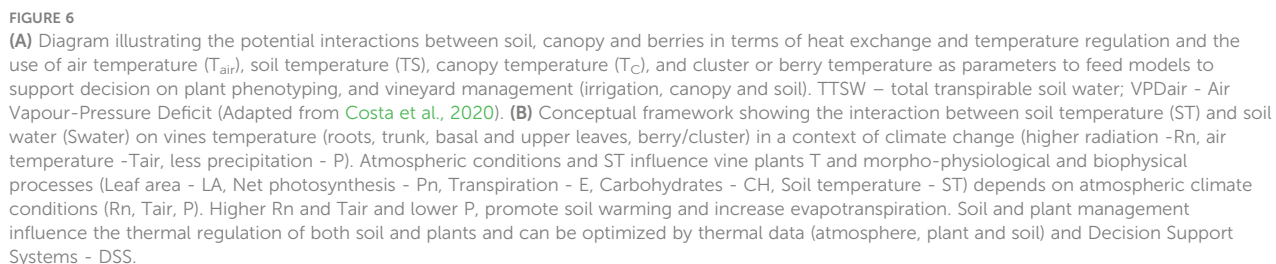 FIGURE 6
(A) Diagram illustrating the potential interactions between soil, canopy and berries in terms of heat exchange and temperature regulation and the
use of air temperature (Tair), soil temperature (TS), canopy temperature (TC), and cluster or berry temperature as parameters to feed models to
support decision on plant phenotyping, and vineyard management (irrigation, canopy and soil). TTSW – total transpirable soil water; VPDair - Air
Vapour-Pressure Deficit (Adapted from Costa et al., 2020). (B) Conceptual framework showing the interaction between soil temperature (ST) and soil
water (Swater) on vines temperature (roots, trunk, basal and upper leaves, berry/cluster) in a context of climate change (higher radiation -Rn, air
temperature -Tair, less precipitation - P). Atmospheric conditions and ST influence vine plants T and morpho-physiological and biophysical
processes (Leaf area - LA, Net photosynthesis - Pn, Transpiration - E, Carbohydrates - CH, Soil temperature - ST) depends on atmospheric climate
conditions (Rn, Tair, P). Higher Rn and Tair and lower P, promote soil warming and increase evapotranspiration. Soil and plant management
influence the thermal regulation of both soil and plants and can be optimized by thermal data (atmosphere, plant and soil) and Decision Support
Systems - DSS.